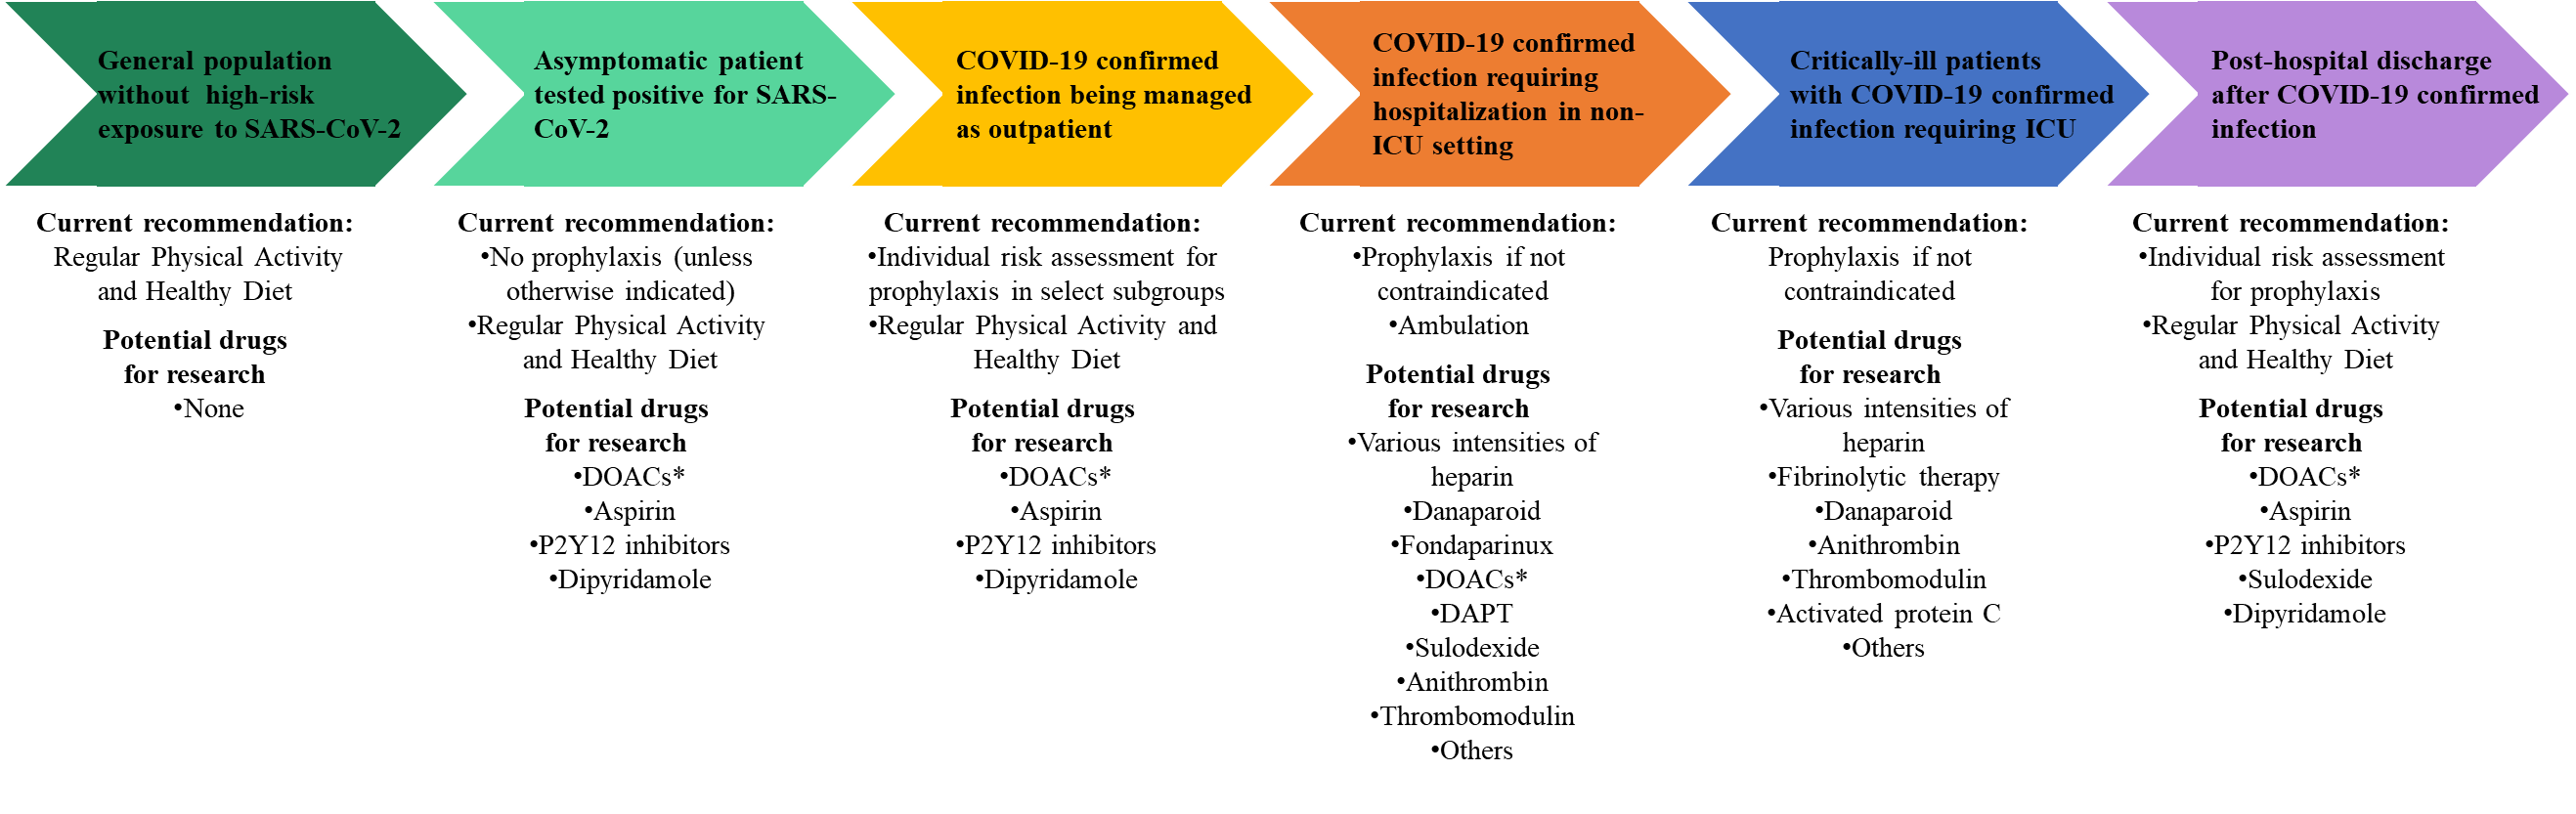 General population
without high-risk
exposure to SARS-CoV-2
Current recommendation:
Regular Physical Activity
and Healthy Diet
Potential drugs
for research
•None
Asymptomatic patient
tested positive for SARS-
CoV-2
Current recommendation:
•No prophylaxis (unless
otherwise indicated)
•Regular Physical Activity
and Healthy Diet
Potential drugs
for research
•DOACs*
•Aspirin
•P2Y12 inhibitors
•Dipyridamole
COVID-19 confirmed
infection being managed
as outpatient
Current recommendation:
•Individual risk assessment for
prophylaxis in select subgroups
•Regular Physical Activity and
Healthy Diet
Potential drugs
for research
•DOACs*
•Aspirin
•P2Y12 inhibitors
•Dipyridamole
COVID-19 confirmed
infection requiring
hospitalization in non-
ICU setting
Current recommendation:
•Prophylaxis if not
contraindicated
•Ambulation
Potential drugs
for research
•Various intensities of
heparin
•Danaparoid
•Fondaparinux
•DOACs*
•DAPT
•Sulodexide
•Anithrombin
•Thrombomodulin
•Others
Critically-ill patients
with COVID-19 confirmed
infection requiring ICU
Current recommendation:
Prophylaxis if not
contraindicated
Potential drugs
for research
•Various intensities of
heparin
•Fibrinolytic therapy
•Danaparoid
•Anithrombin
•Thrombomodulin
•Activated protein C
•Others
Post-hospital discharge
after COVID-19 confirmed
infection
Current recommendation:
•Individual risk assessment
for prophylaxis
•Regular Physical Activity
and Healthy Diet
Potential drugs
for research
•DOACs*
•Aspirin
•P2Y12 inhibitors
•Sulodexide
•Dipyridamole